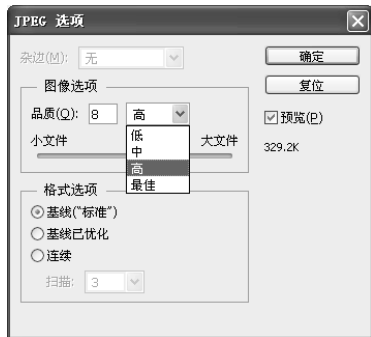 JPEG 选项
杂边(M): 无
确定
图像选项
复位
品质(Q): 8 高
预览(P)
低
小文件 大文件
中
329.2K
高
最佳
格式选项
基线("标准")
基线已优化
连续
扫描: 3